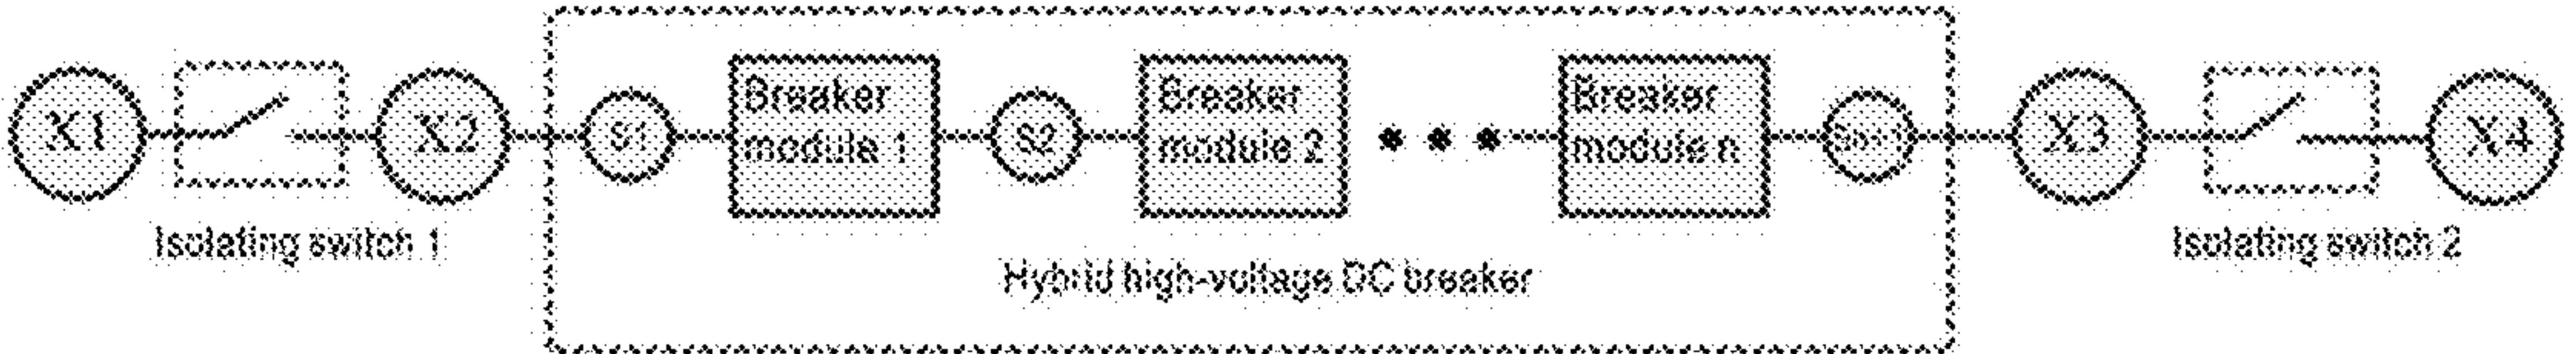 X1
X2
S1
Breaker
module 1
S2
Breaker
module 2
Breaker
module n
X3
X4
Isolating switch 1
Isolating switch 2
Hybrid high-voltage DC breaker